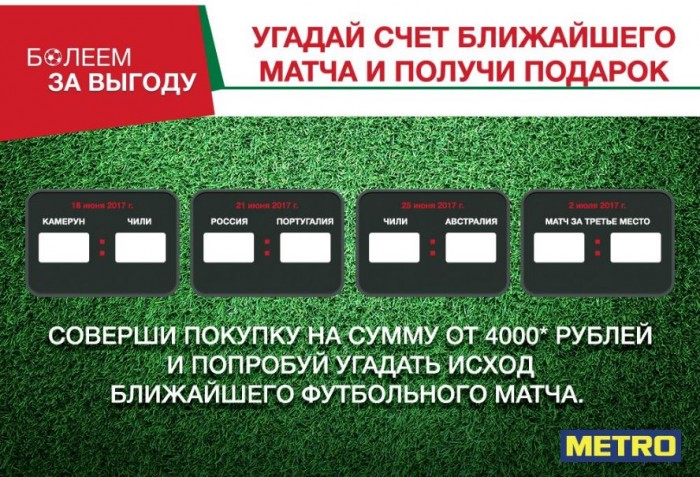 БОЛЕЕМ
ЗА ВЫГОДУ
УГАДАЙ СЧЕТ БЛИЖАЙШЕГО
МАТЧА И ПОЛУЧИ ПОДАРОК
18 июня 2017 г.
КАМЕРУН : ЧИЛИ
21 июня 2017 г.
РОССИЯ : ПОРТУГАЛИЯ
25 июня 2017 г.
ЧИЛИ : АВСТРАЛИЯ
2 июля 2017 г.
МАТЧ ЗА ТРЕТЬЕ МЕСТО
:
СОВЕРШИ ПОКУПКУ НА СУММУ ОТ 4000* РУБЛЕЙ
И ПОПРОБУЙ УГАДАТЬ ИСХОД
БЛИЖАЙШЕГО ФУТБОЛЬНОГО МАТЧА.
METRO